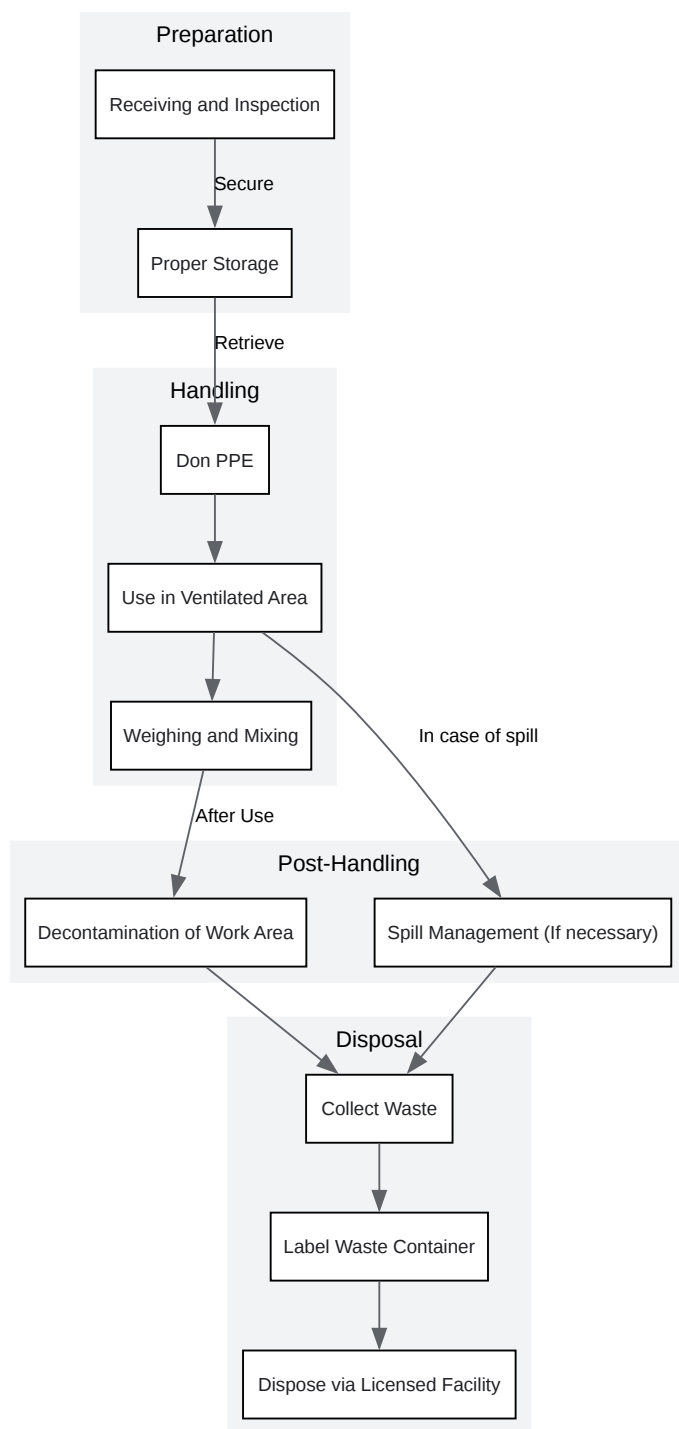 Preparation
Receiving and Inspection
Secure
Proper Storage
Retrieve
Handling
Don PPE
Use in Ventilated Area
Weighing and Mixing
In case of spill
After Use
Post-Handling
Decontamination of Work Area
Spill Management (If necessary)
Disposal
Collect Waste
Label Waste Container
Dispose via Licensed Facility